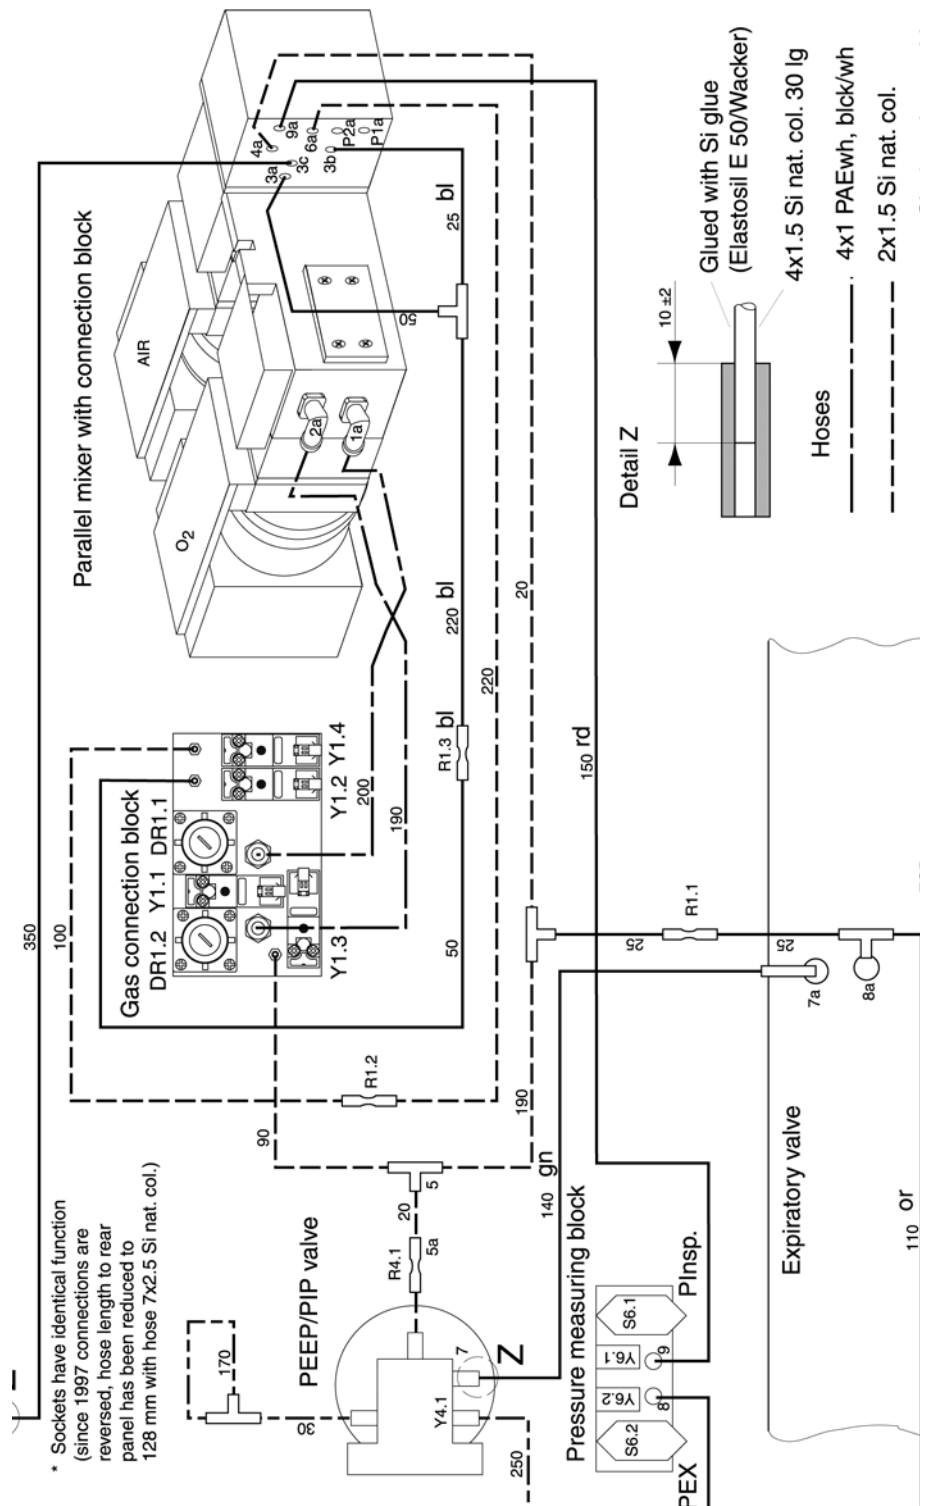 Parallel mixer with connection block
AIR
O2
4a
9a
6a
P2a
P1a
3a
3c
3b
2a
1a
25
bl
50
220 bl
20
220
150 rd
Glued with Si glue
(Elastosil E 50/Wacker)
4x1.5 Si nat. col. 30 lg
10 ±2
Detail Z
Hoses
4x1 PAEwh, blck/wh
2x1.5 Si nat. col.
350
100
Gas connection block
DR1.2 Y1.1 DR1.1
Y1.3
Y1.2 Y1.4
200
190
R1.3 bl
50
R1.2
90
190
25
R1.1
25
7a
8a
* Sockets have identical function
(since 1997 connections are
reversed, hose length to rear
panel has been reduced to
128 mm with hose 7x2.5 Si nat. col.)
170
30
PEEP/PIP valve
R4.1
20
5a
5
7
Z
Y4.1
250
140 gn
Pressure measuring block
S6.2
S6.1
Y6.2
Y6.1
8
9
PInsp.
PEX
Expiratory valve
110 or